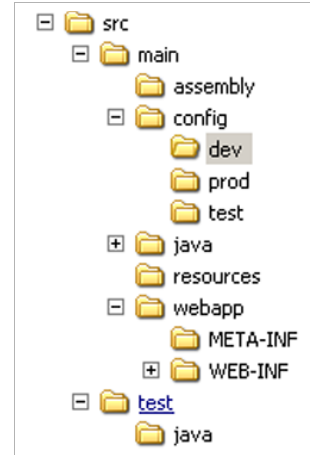 src
main
assembly
config
dev
prod
test
java
resources
webapp
META-INF
WEB-INF
test
java